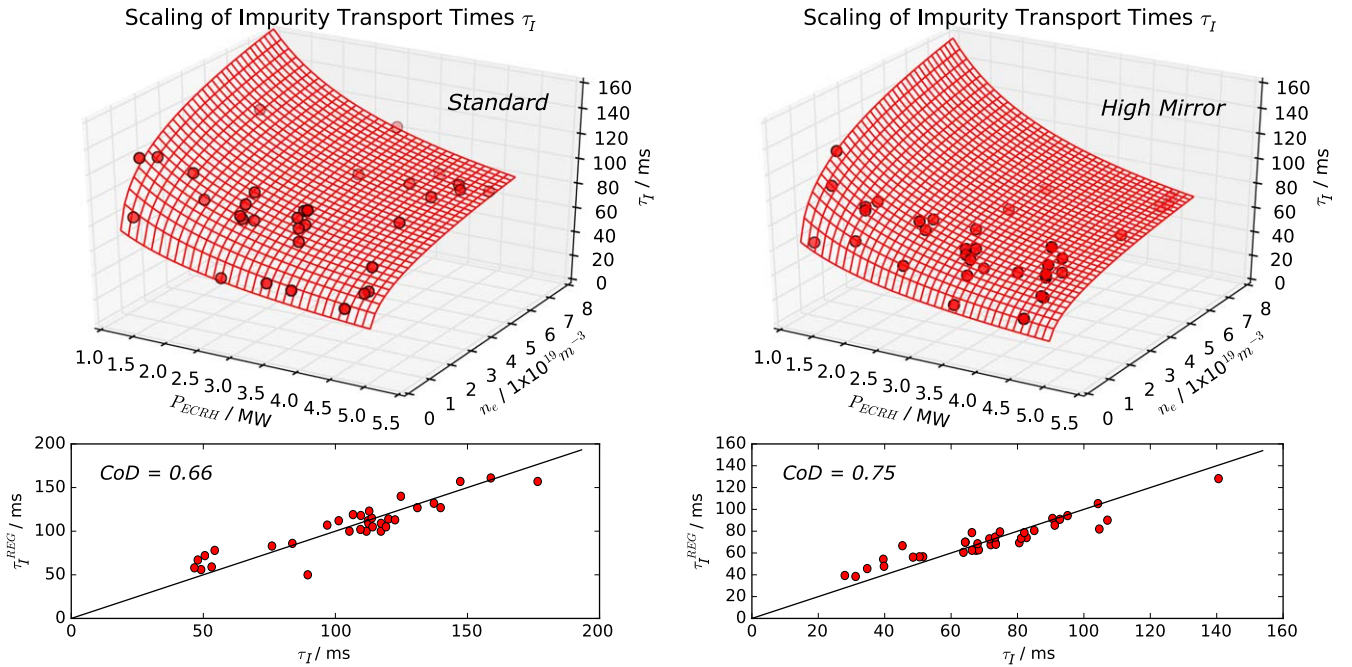 Scaling of Impurity Transport Times τ_I
Standard
160
140
120
100
80
60
40
20
0
τ_I / ms
1.0 1.5 2.0 2.5 3.0 3.5 4.0 4.5 5.0 5.5
P_ECRH / MW
0 1 2 3 4 5 6 7 8
n_e / 1x10^19 m^−3
Scaling of Impurity Transport Times τ_I
High Mirror
160
140
120
100
80
60
40
20
0
τ_I / ms
1.0 1.5 2.0 2.5 3.0 3.5 4.0 4.5 5.0 5.5
P_ECRH / MW
0 1 2 3 4 5 6 7 8
n_e / 1x10^19 m^−3
CoD = 0.66
200
150
100
50
0
τ_I^REG / ms
0 50 100 150 200
τ_I / ms
CoD = 0.75
160
140
120
100
80
60
40
20
0
τ_I^REG / ms
0 20 40 60 80 100 120 140 160
τ_I / ms